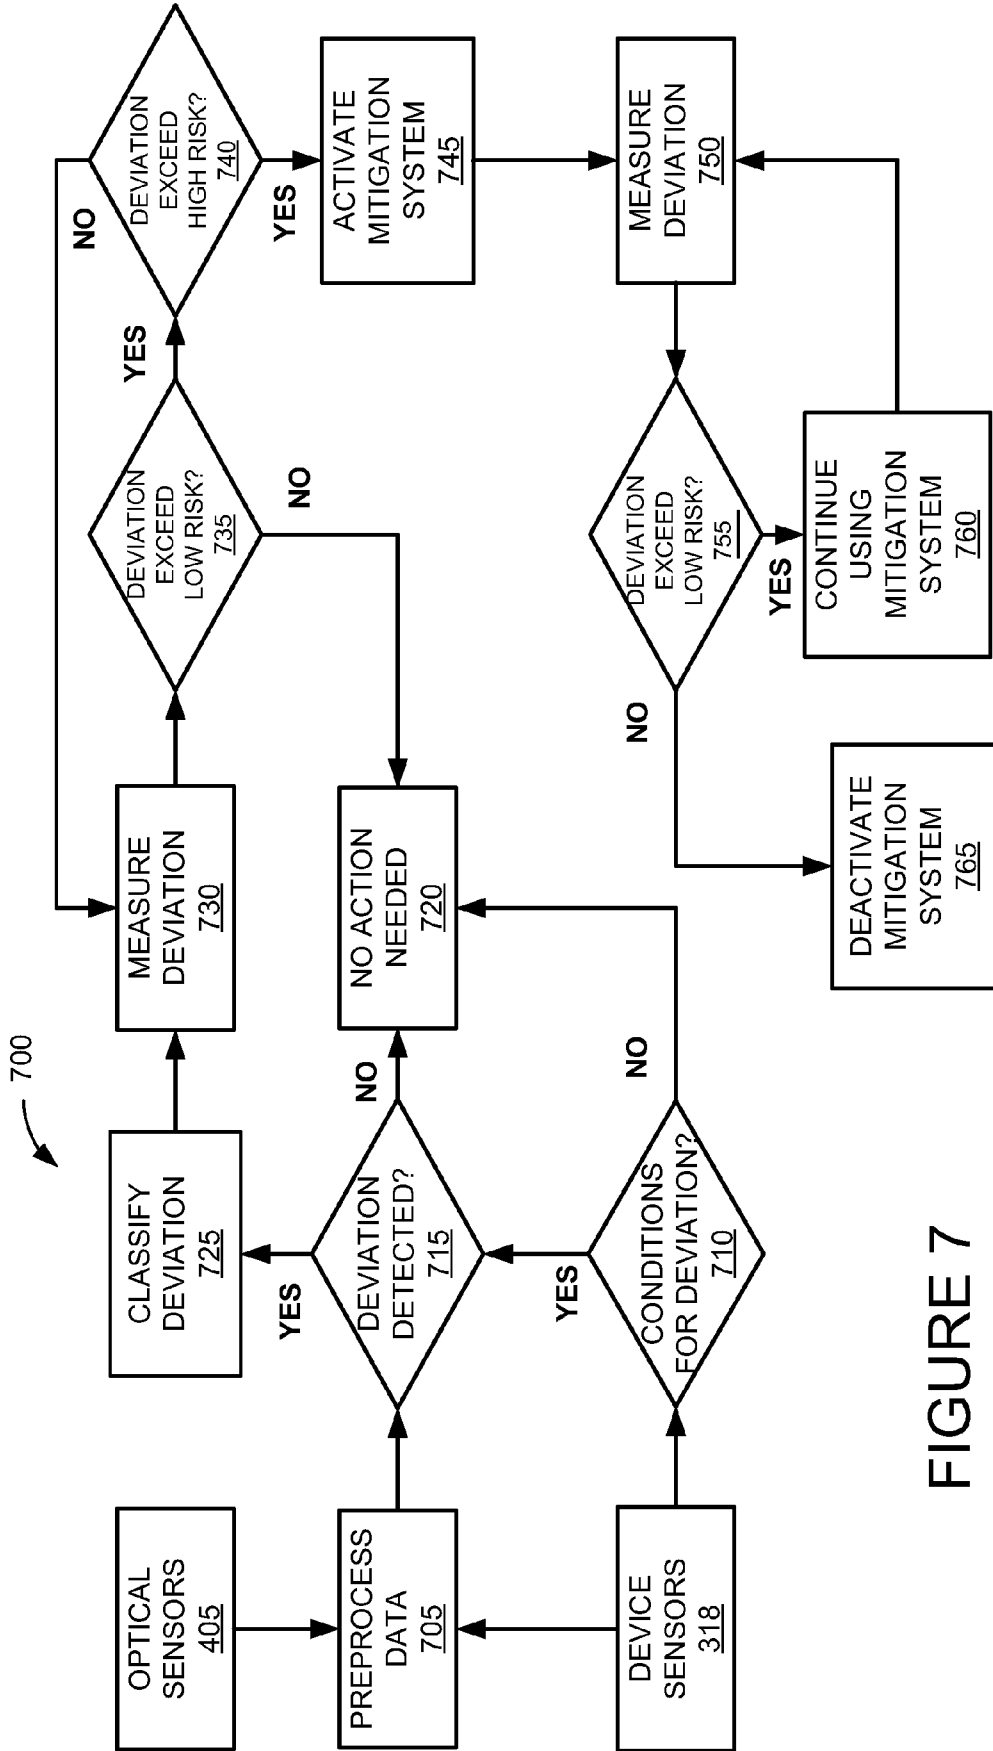 700
OPTICAL
SENSORS
405
PREPROCESS
DATA
705
DEVICE
SENSORS
318
CLASSIFY
DEVIATION
725
YES
DEVIATION
DETECTED?
715
NO
YES
CONDITIONS
FOR DEVIATION?
710
NO
MEASURE
DEVIATION
730
NO ACTION
NEEDED
720
DEVIATION
EXCEED
LOW RISK?
735
YES
NO
DEVIATION
EXCEED
HIGH RISK?
740
NO
YES
ACTIVATE
MITIGATION
SYSTEM
745
MEASURE
DEVIATION
750
DEVIATION
EXCEED
LOW RISK?
755
YES
NO
CONTINUE
USING
MITIGATION
SYSTEM
760
DEACTIVATE
MITIGATION
SYSTEM
765
FIGURE 7